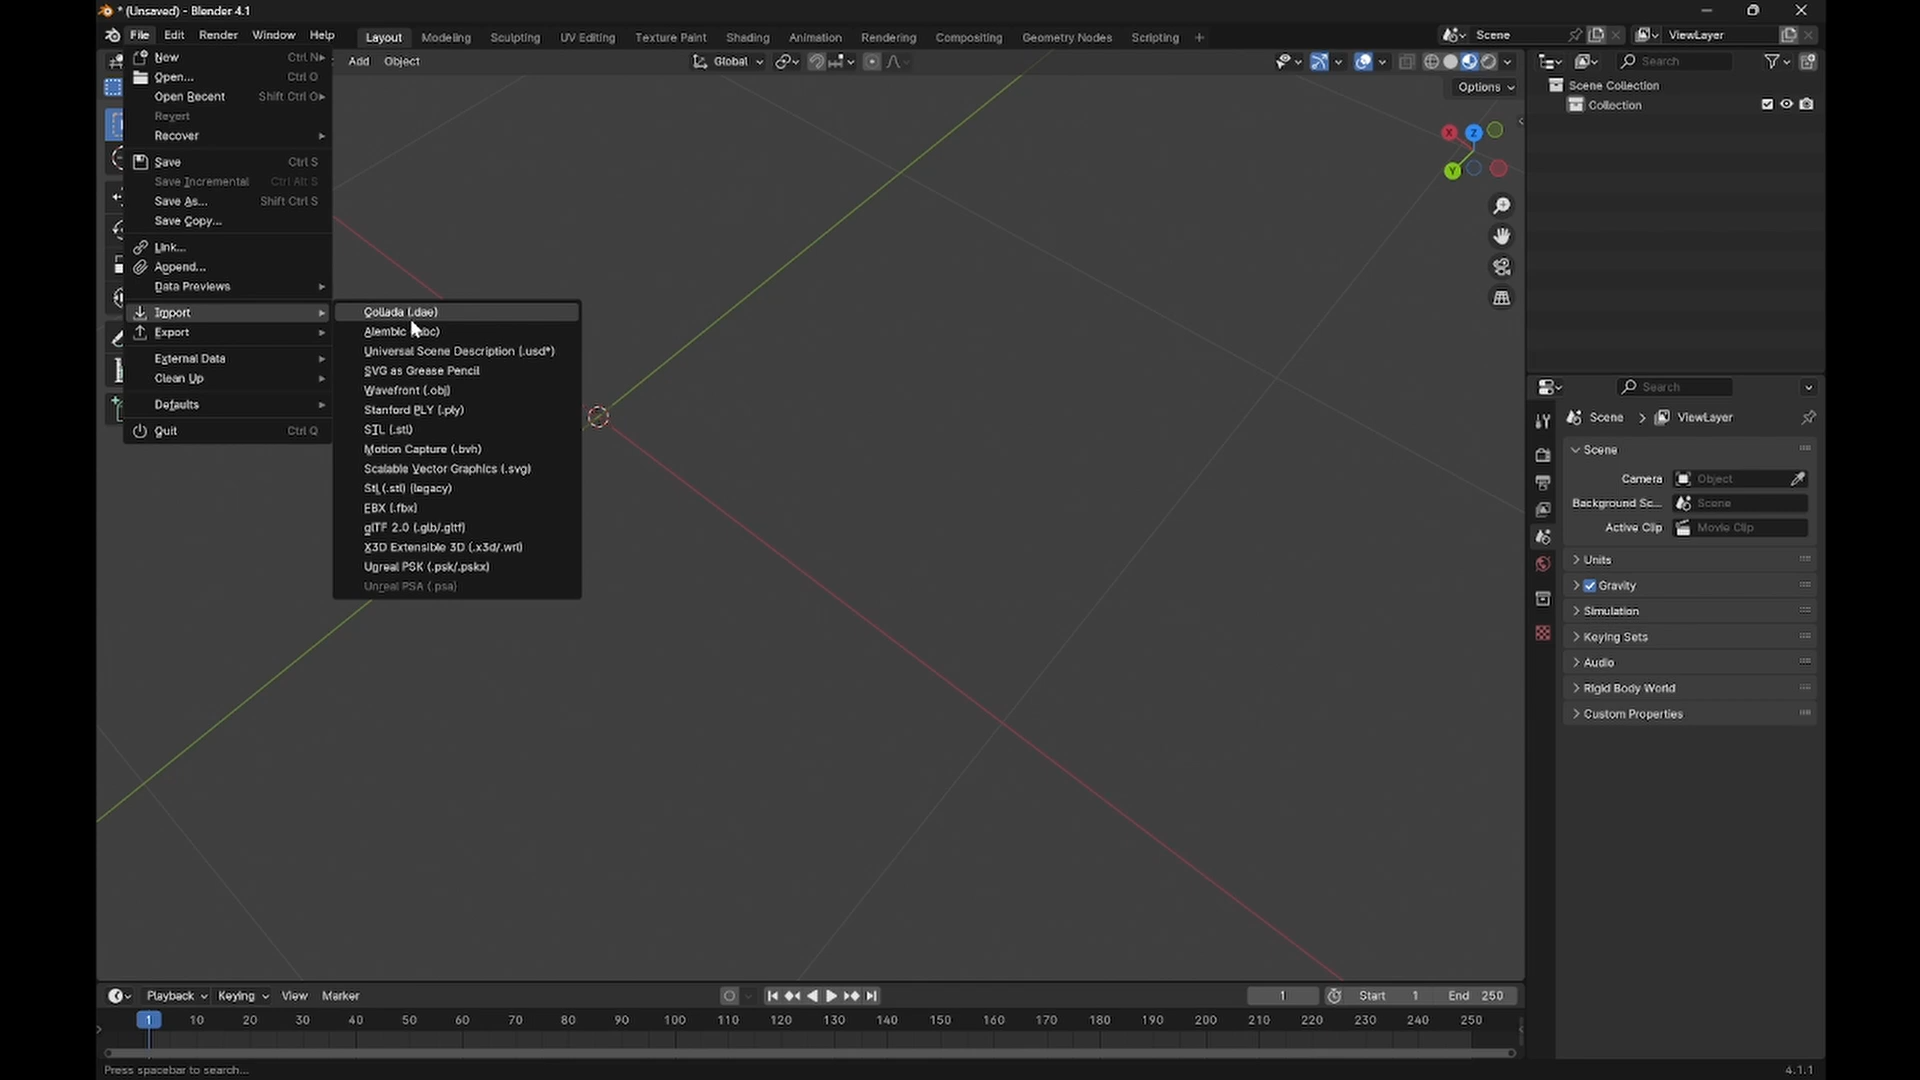 * (Unsaved) - Blender 4.1
File Edit Render Window Help Layout Modeling Sculpting UV Editing Texture Paint Shading Animation Rendering Compositing Geometry Nodes Scripting + Scene ViewLayer
Add Object Global Search
Options
New Ctrl N
Open... Ctrl O
Open Recent Shift Ctrl O
Revert
Recover
Save Ctrl S
Save Incremental Ctrl Alt S
Save As... Shift Ctrl S
Save Copy...
Link...
Append...
Data Previews
Import
Export
External Data
Clean Up
Defaults
Quit Ctrl Q
Collada (.dae)
Alembic
Universal Scene Description (.usd*)
SVG as Grease Pencil
Wavefront (.obj)
Stanford PLY (.ply)
STL (.stl)
Motion Capture (.bvh)
Scalable Vector Graphics (.svg)
Stl (.stl) (legacy)
FBX (.fbx)
glTF 2.0 (.glb/.gltf)
X3D Extensible 3D (.x3d/.wrl)
Unreal PSK (.psk/.pskx)
Unreal PSA (.psa)
X Z
Y
Scene Collection
Collection
Search
Scene > ViewLayer
Scene
Camera Object
Background Sc... Scene
Active Clip Movie Clip
Units
Gravity
Simulation
Keying Sets
Audio
Rigid Body World
Custom Properties
Playback Keying View Marker 1 Start 1 End 250
1 10 20 30 40 50 60 70 80 90 100 110 120 130 140 150 160 170 180 190 200 210 220 230 240 250
Press spacebar to search... 4.1.1